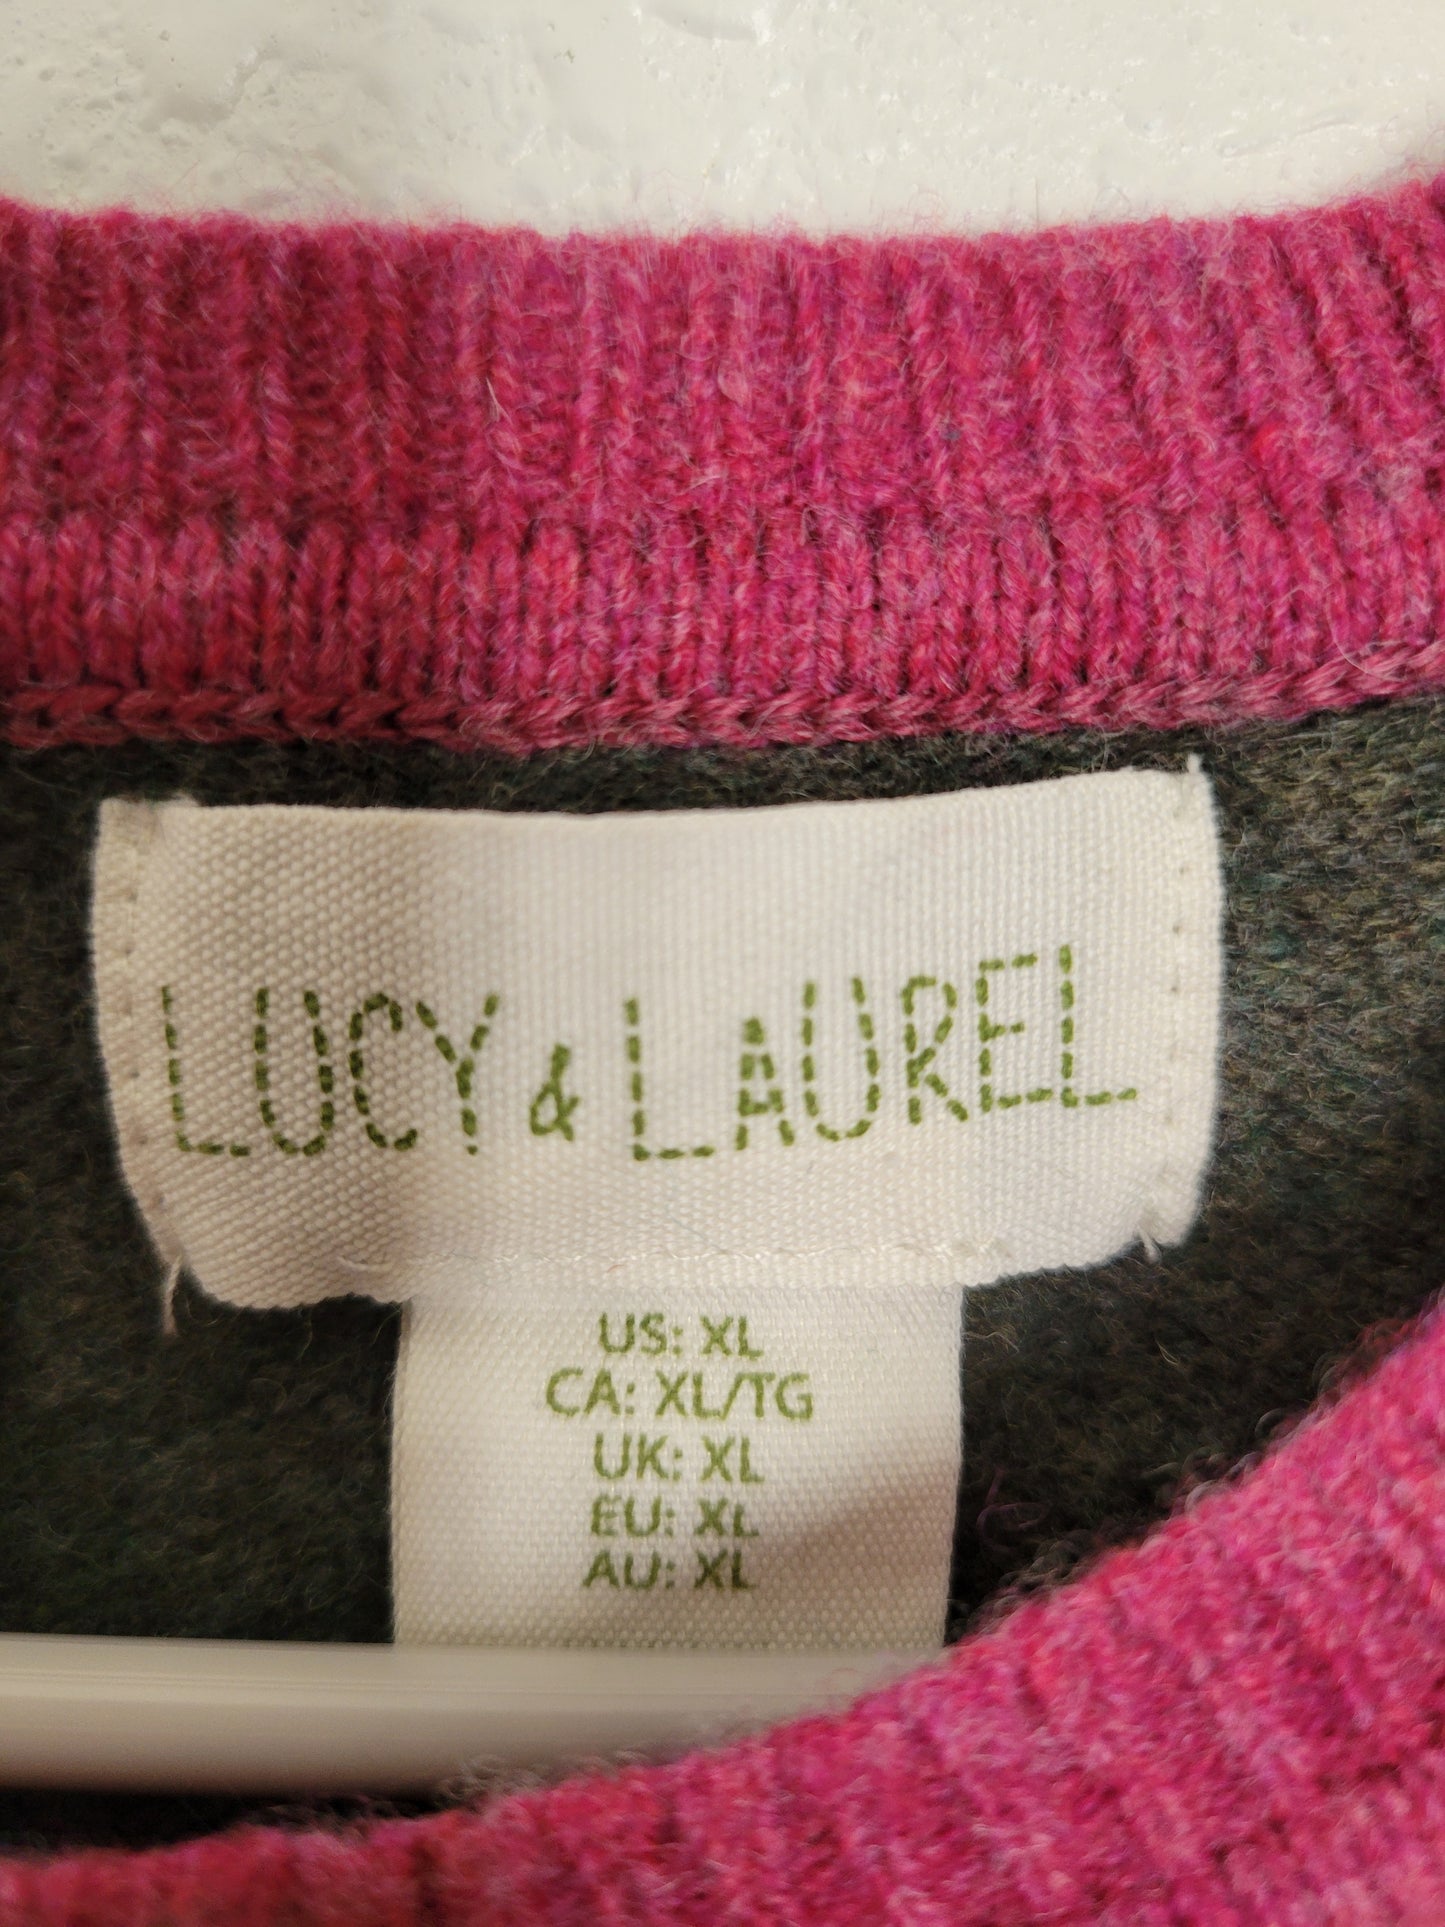 LUCY & LAUREL
US: XL
CA: XL/TG
UK: XL
EU: XL
AU: XL